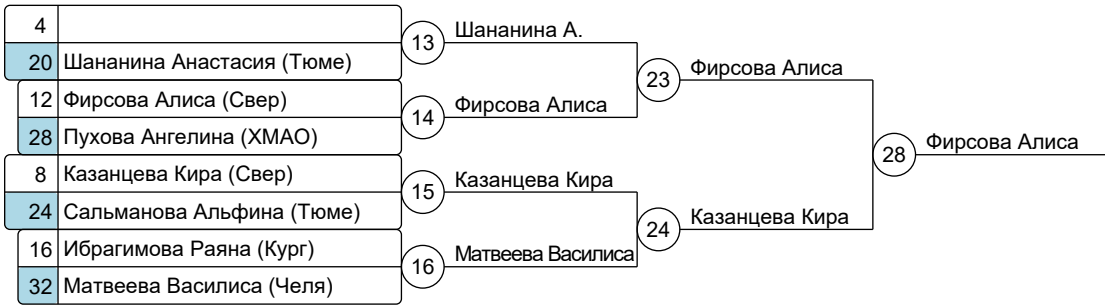 4
13 Шананина А.
20 Шананина Анастасия (Тюме)
23 Фирсова Алиса
12 Фирсова Алиса (Свер)
14 Фирсова Алиса
28 Пухова Ангелина (ХМАО)
28 Фирсова Алиса
8 Казанцева Кира (Свер)
15 Казанцева Кира
24 Сальманова Альфина (Тюме)
24 Казанцева Кира
16 Ибрагимова Раяна (Кург)
16 Матвеева Василиса
32 Матвеева Василиса (Челя)